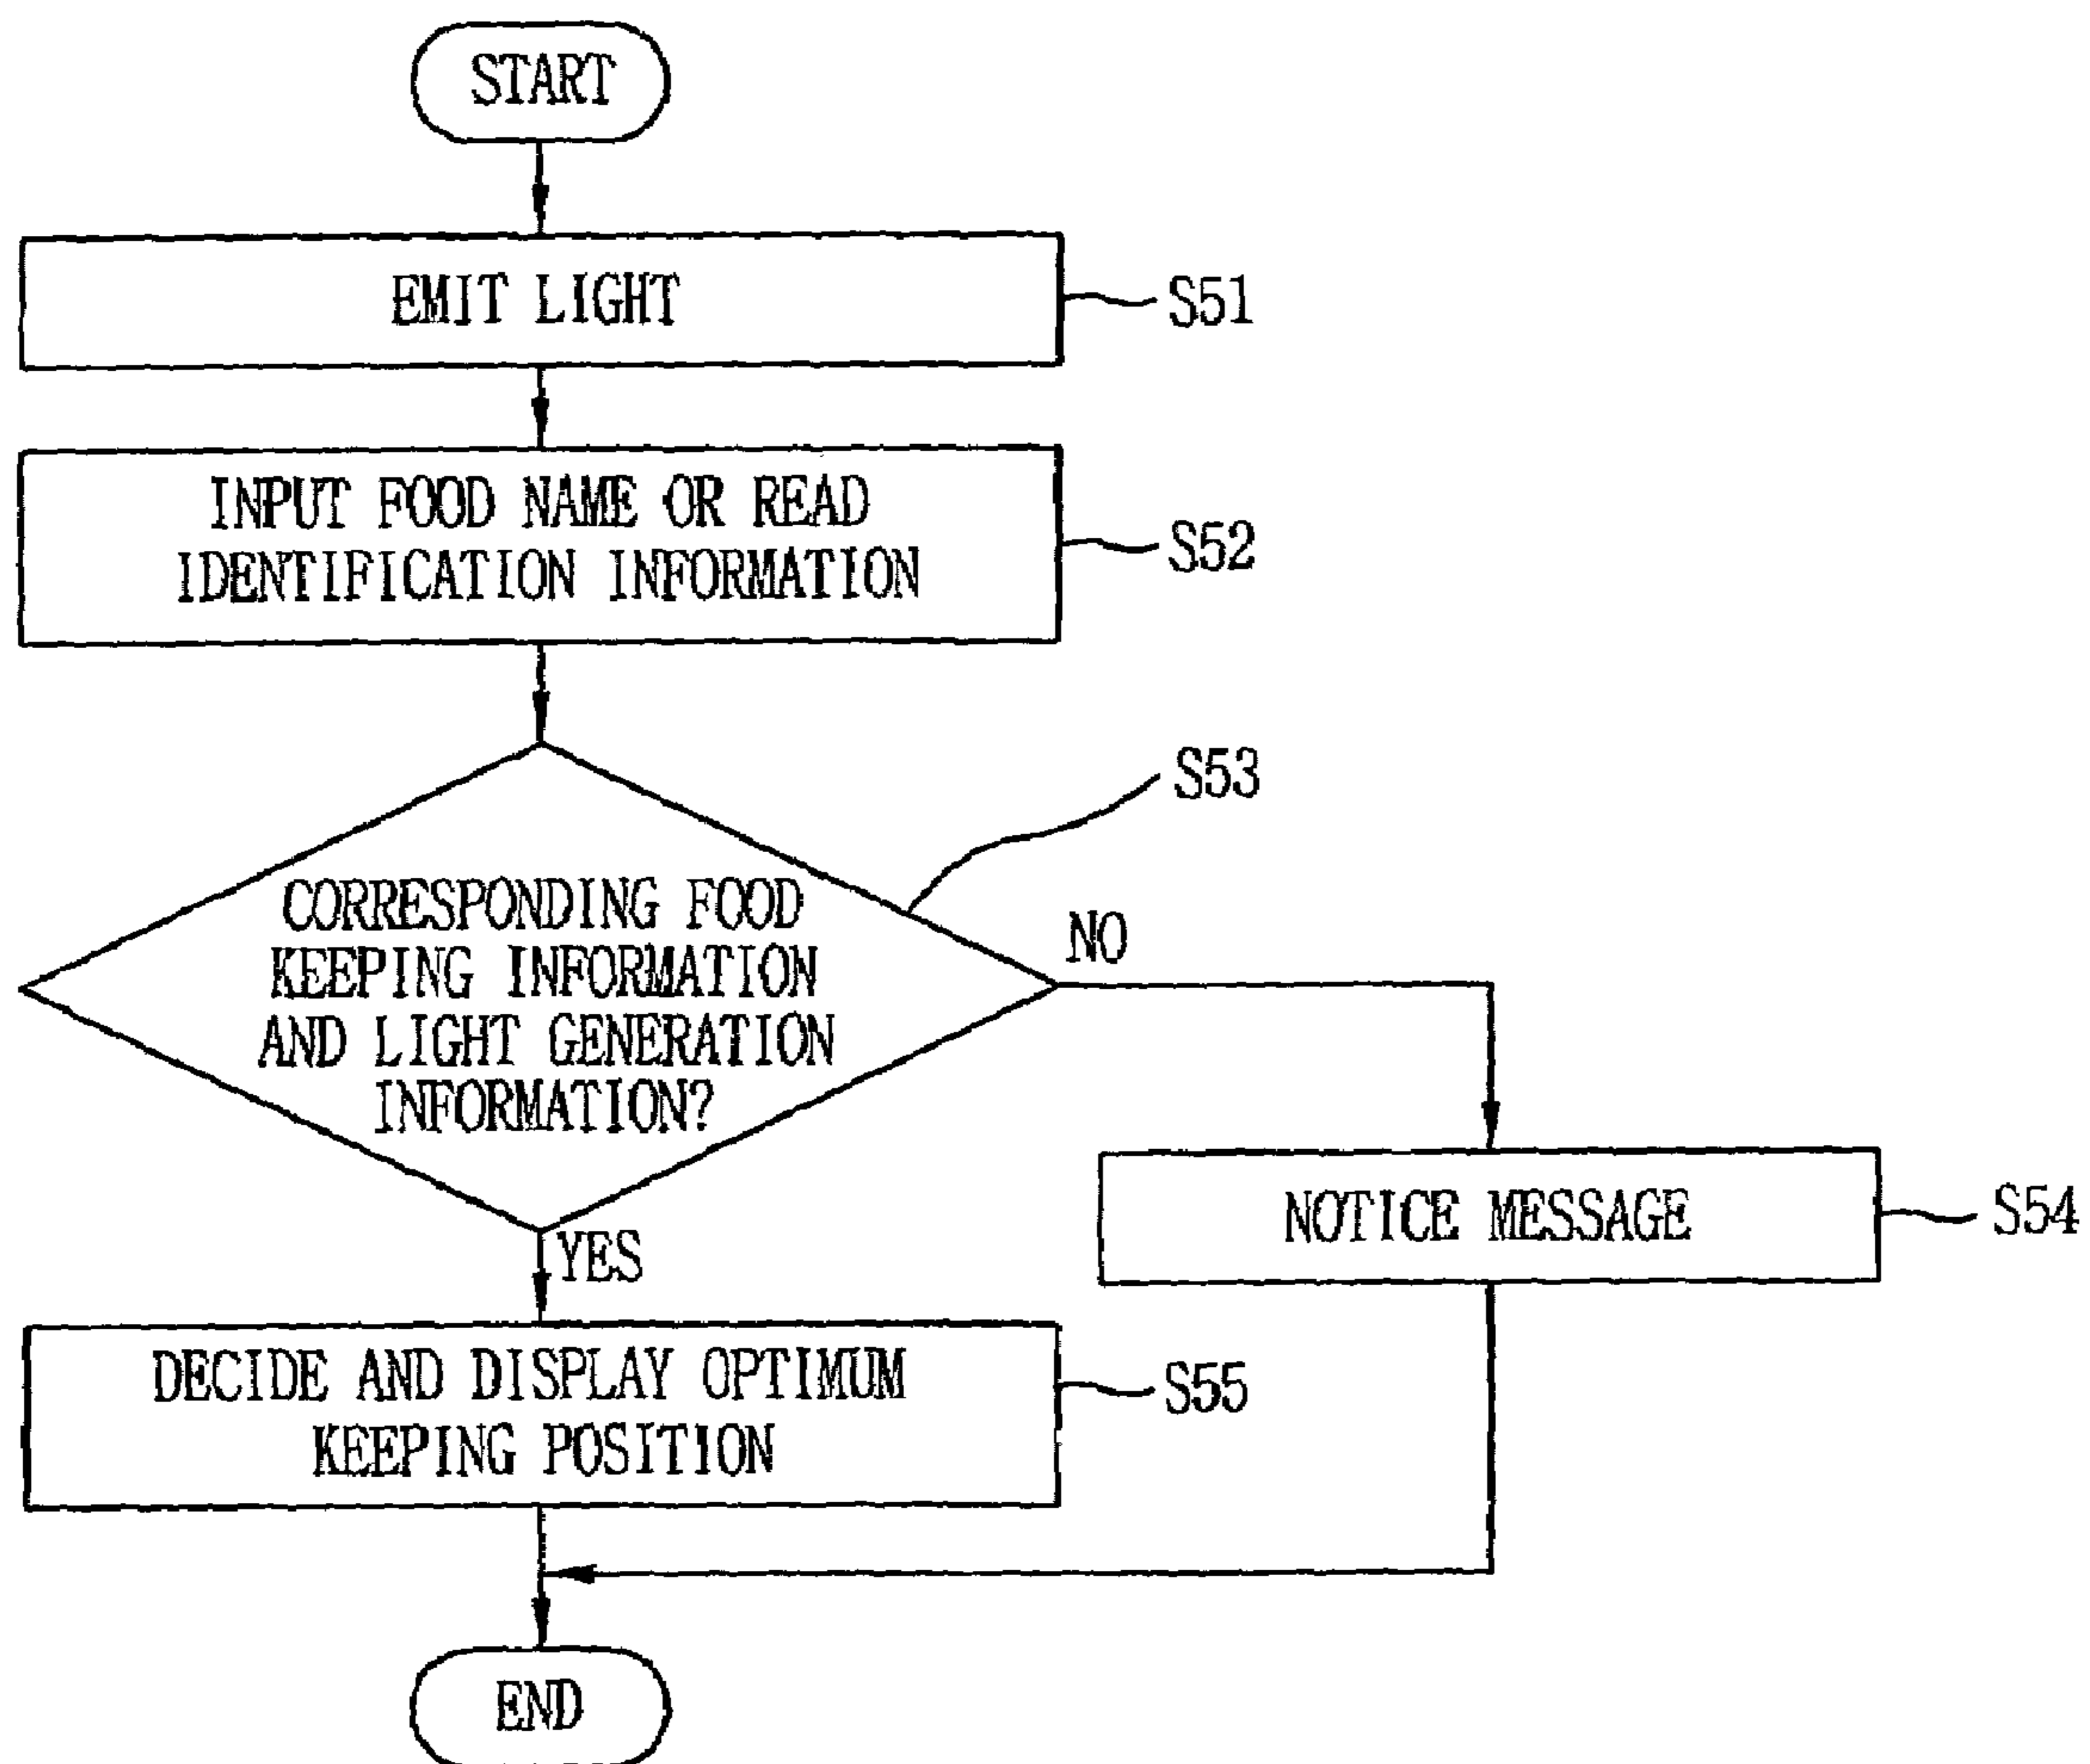 START
EMIT LIGHT
S51
INPUT FOOD NAME OR READ
IDENTIFICATION INFORMATION
S52
S53
CORRESPONDING FOOD
KEEPING INFORMATION
AND LIGHT GENERATION
INFORMATION?
NO
YES
NOTICE MESSAGE
S54
DECIDE AND DISPLAY OPTIMUM
KEEPING POSITION
S55
END